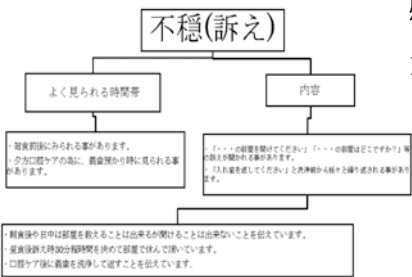 不穏(訴え)
よく見られる時間帯
内容
・朝食前後にみられる事があります。
・夕方口腔ケアの為に、義歯預かり時に見られる事
があります。
・「・・・の部屋を開けてください」「・・・の部屋はどこですか?」等
の訴えが聞かれる事があります。
・「入れ歯を返してください」と洗浄前から続々と繰り返される事があり
ます。
・朝食後や日中は部屋を教えることは出来るが開けることは出来ないことを伝えています。
・昼食後訴え時30分程時間を決めて部屋で休んで頂いています。
・口腔ケア後に義歯を洗浄して返すことを伝えています。